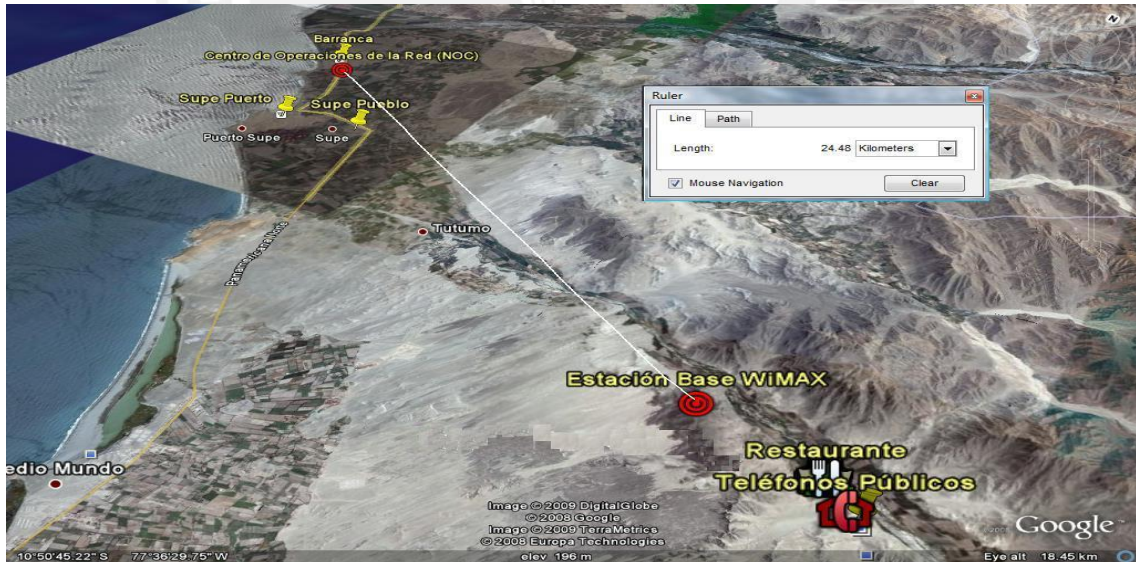 Barranca
Centro de Operaciones de la Red (NOC)
Supe Puerto
Supe Pueblo
Puerto Supe
Supe
Ruler
Line
Path
Length:
24.48
Kilometers
Mouse Navigation
Clear
Tutumo
Panamericana Norte
Estación Base WiMAX
Restaurante
Teléfonos Públicos
edio Mundo
Image © 2009 DigitalGlobe
© 2008 Google
Image © 2009 TerraMetrics
© 2008 Europa Technologies
Google
10°50'45.22" S
77°36'29.75" W
elev 196 m
Eye alt 18.45 km